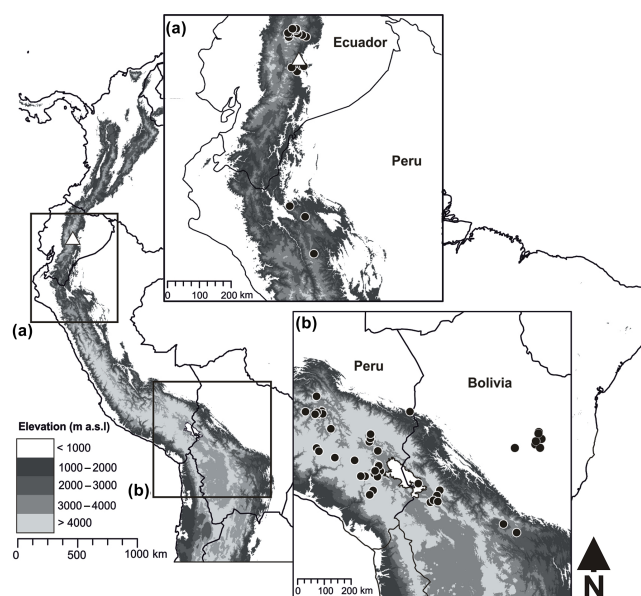 (a)
Ecuador
Peru
0 100 200 km
(a)
(b)
Peru
Bolivia
Elevation (m a.s.l)
< 1000
1000–2000
2000–3000
3000–4000
> 4000
(b)
0 500 1000 km
0 100 200 km
N